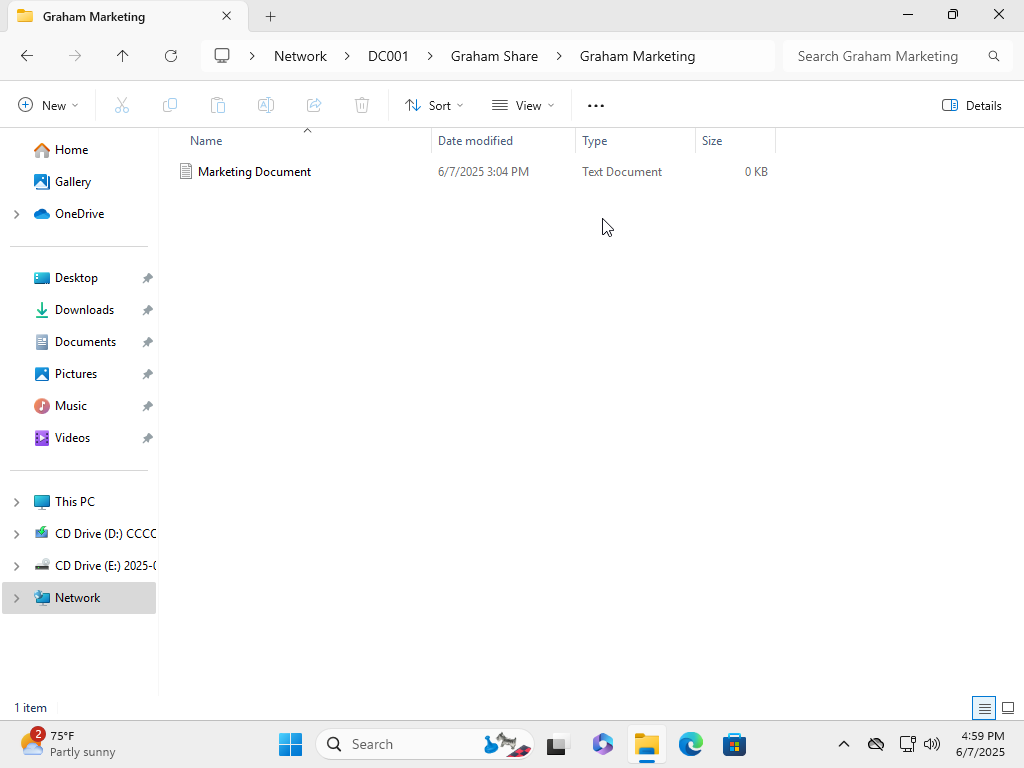 Graham Marketing
Network DC001 Graham Share Graham Marketing
Search Graham Marketing
New Sort View Details
Name Date modified Type Size
Marketing Document 6/7/2025 3:04 PM Text Document 0 KB
Home
Gallery
OneDrive
Desktop
Downloads
Documents
Pictures
Music
Videos
This PC
CD Drive (D:) CCCC
CD Drive (E:) 2025-0
Network
1 item
2
75°F
Partly sunny
Search
4:59 PM
6/7/2025